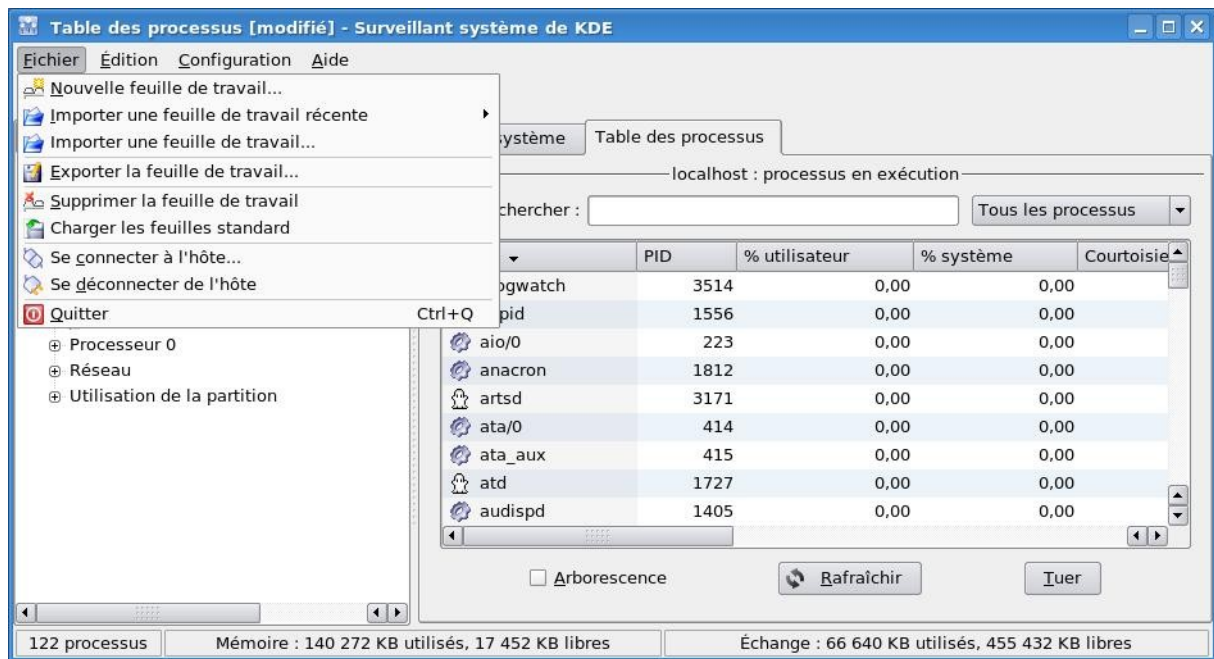 Table des processus [modifié] - Surveillant système de KDE
Fichier Édition Configuration Aide
Nouvelle feuille de travail...
Importer une feuille de travail récente
Importer une feuille de travail...
Exporter la feuille de travail...
Supprimer la feuille de travail
Charger les feuilles standard
Se connecter à l'hôte...
Se déconnecter de l'hôte
Quitter Ctrl+Q
Processeur 0
Réseau
Utilisation de la partition
système Table des processus
localhost : processus en exécution
chercher : Tous les processus
PID % utilisateur % système Courtoisie
ogwatch 3514 0,00 0,00
pid 1556 0,00 0,00
aio/0 223 0,00 0,00
anacron 1812 0,00 0,00
artsd 3171 0,00 0,00
ata/0 414 0,00 0,00
ata_aux 415 0,00 0,00
atd 1727 0,00 0,00
audispd 1405 0,00 0,00
Arborescence Rafraîchir Tuer
122 processus Mémoire : 140 272 KB utilisés, 17 452 KB libres Échange : 66 640 KB utilisés, 455 432 KB libres